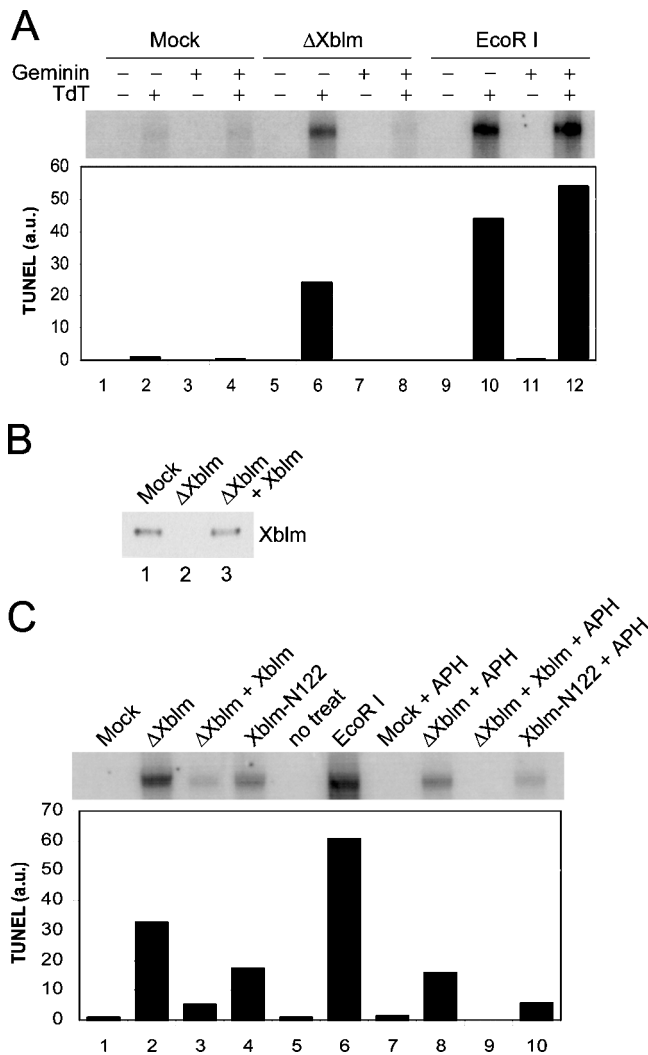 A
Mock ΔXblm EcoR I
Geminin – – + + – – + + – – + +
TdT – + – + – + – + – + – +
60
50
40
30
20
10
0
TUNEL (a.u.)
1 2 3 4 5 6 7 8 9 10 11 12
B
Mock
ΔXblm
ΔXblm
+ Xblm
Xblm
1 2 3
C
Mock
ΔXblm
ΔXblm + Xblm
Xblm-N122
no treat
EcoR I
Mock + APH
ΔXblm + APH
ΔXblm + Xblm + APH
Xblm-N122 + APH
70
60
50
40
30
20
10
0
TUNEL (a.u.)
1 2 3 4 5 6 7 8 9 10